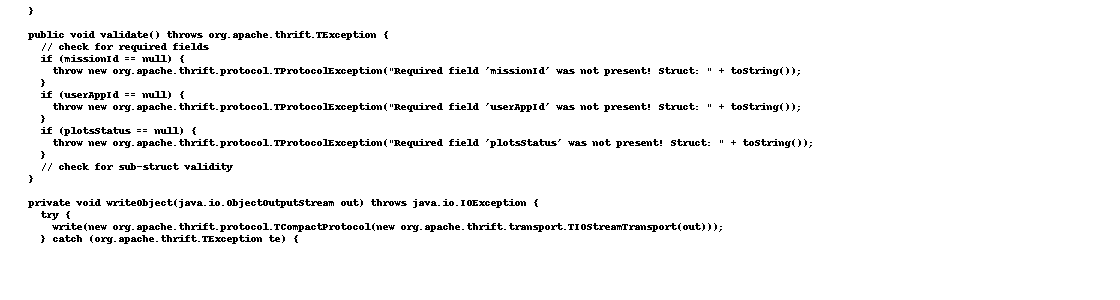 }
public void validate() throws org.apache.thrift.TException {
// check for required fields
if (missionId == null) {
throw new org.apache.thrift.protocol.TProtocolException("Required field 'missionId' was not present! Struct: " + toString());
}
if (userAppId == null) {
throw new org.apache.thrift.protocol.TProtocolException("Required field 'userAppId' was not present! Struct: " + toString());
}
if (plotsStatus == null) {
throw new org.apache.thrift.protocol.TProtocolException("Required field 'plotsStatus' was not present! Struct: " + toString());
}
// check for sub-struct validity
}
private void writeObject(java.io.ObjectOutputStream out) throws java.io.IOException {
try {
write(new org.apache.thrift.protocol.TCompactProtocol(new org.apache.thrift.transport.TIOStreamTransport(out)));
} catch (org.apache.thrift.TException te) {